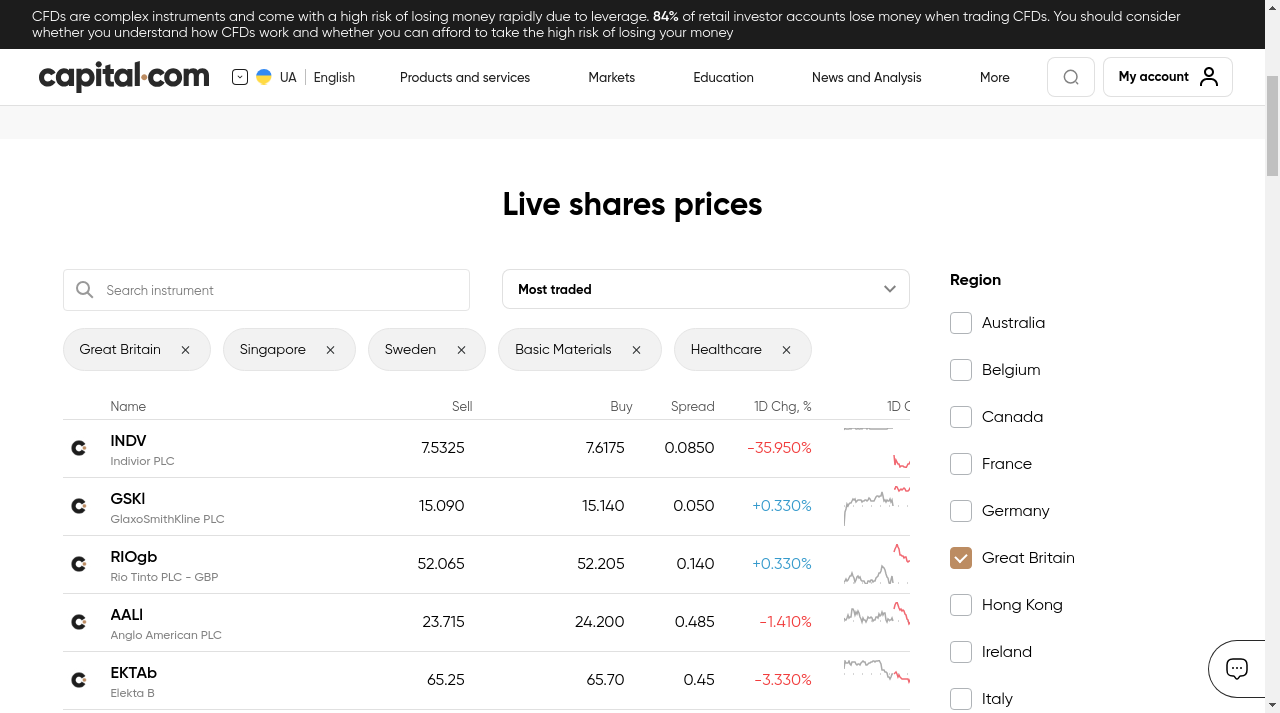 CFDs are complex instruments and come with a high risk of losing money rapidly due to leverage. 84% of retail investor accounts lose money when trading CFDs. You should consider
whether you understand how CFDs work and whether you can afford to take the high risk of losing your money
capital.com
UA English
Products and services
Markets
Education
News and Analysis
More
My account
Live shares prices
Search instrument
Most traded
Great Britain
Singapore
Sweden
Basic Materials
Healthcare
Name Sell Buy Spread 1D Chg, % 1D C
INDV 7.5325 7.6175 0.0850 -35.950%
Indivior PLC
GSKl 15.090 15.140 0.050 +0.330%
GlaxoSmithKline PLC
RIOgb 52.065 52.205 0.140 +0.330%
Rio Tinto PLC - GBP
AALl 23.715 24.200 0.485 -1.410%
Anglo American PLC
EKTAb 65.25 65.70 0.45 -3.330%
Elekta B
Region
Australia
Belgium
Canada
France
Germany
Great Britain
Hong Kong
Ireland
Italy